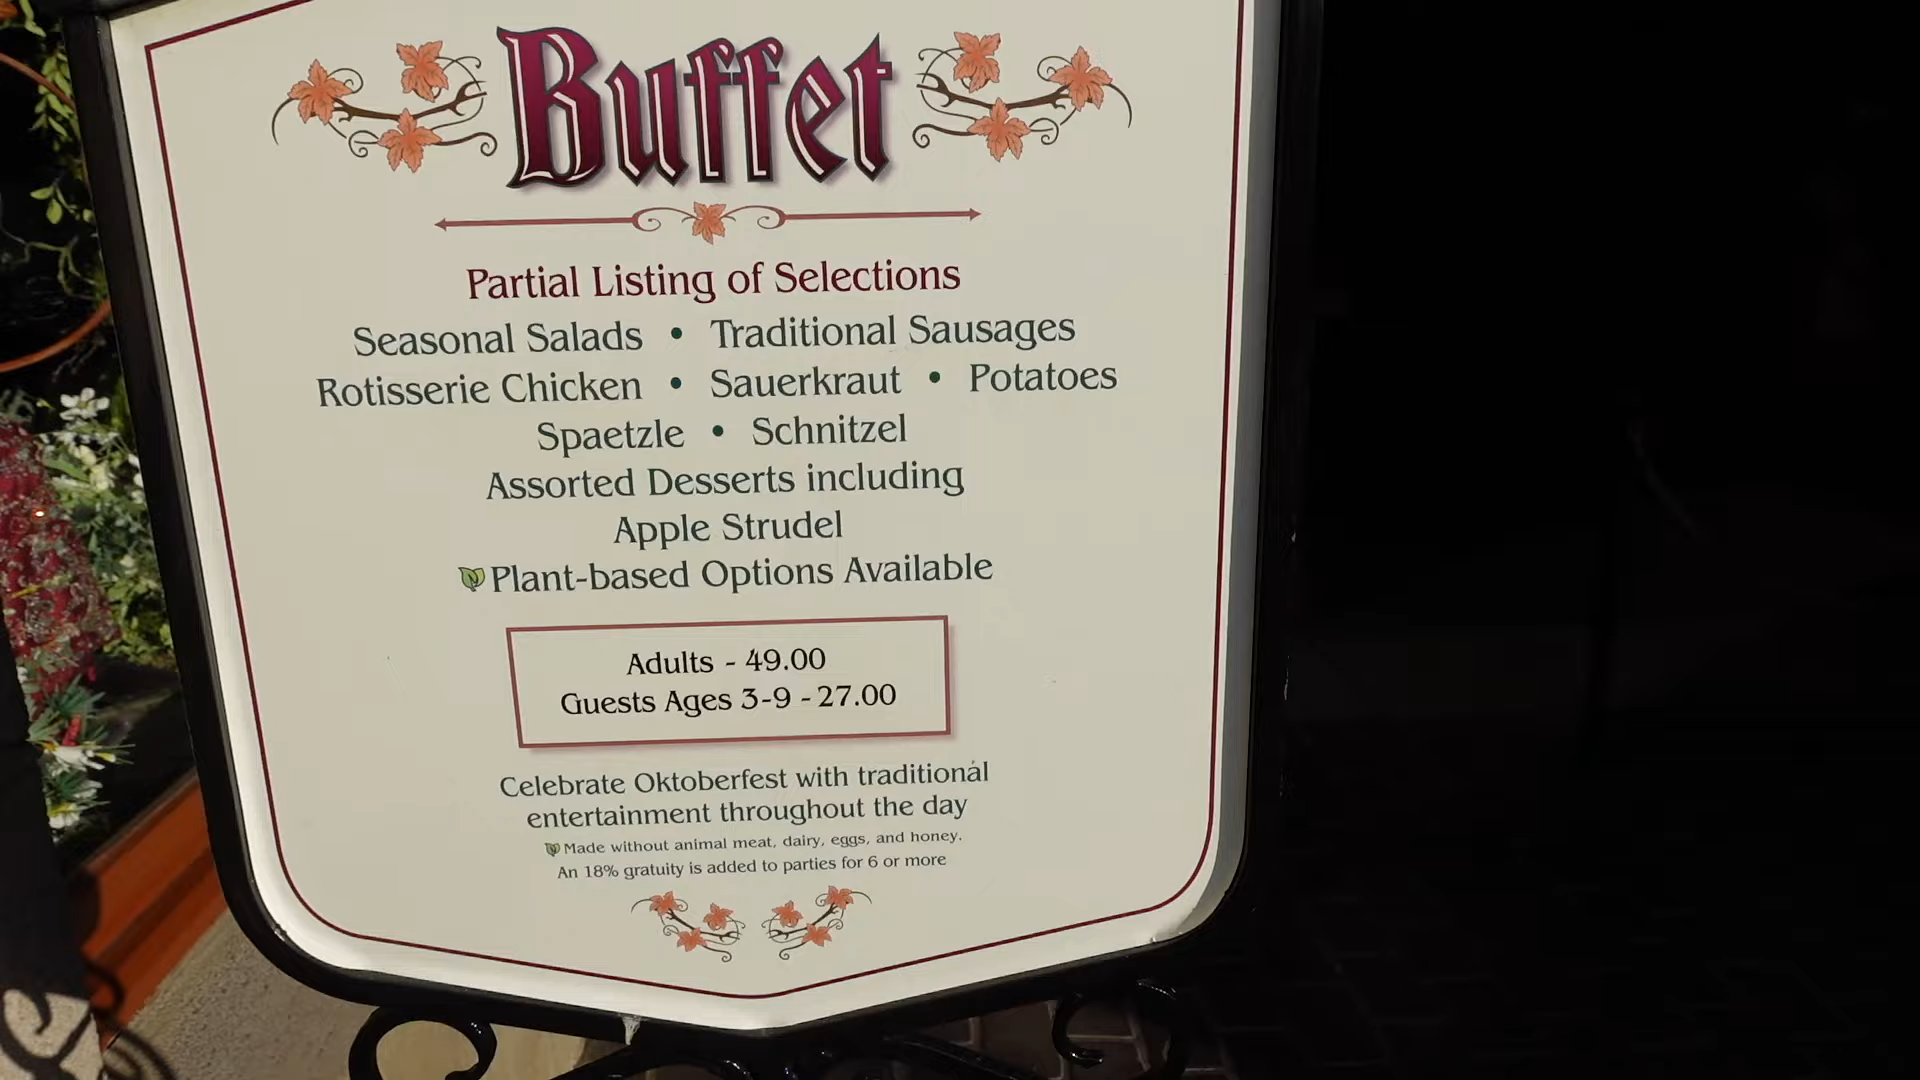 Buffet
Partial Listing of Selections
Seasonal Salads • Traditional Sausages
Rotisserie Chicken • Sauerkraut • Potatoes
Spaetzle • Schnitzel
Assorted Desserts including
Apple Strudel
Plant-based Options Available
Adults - 49.00
Guests Ages 3-9 - 27.00
Celebrate Oktoberfest with traditional
entertainment throughout the day
Made without animal meat, dairy, eggs, and honey.
An 18% gratuity is added to parties for 6 or more